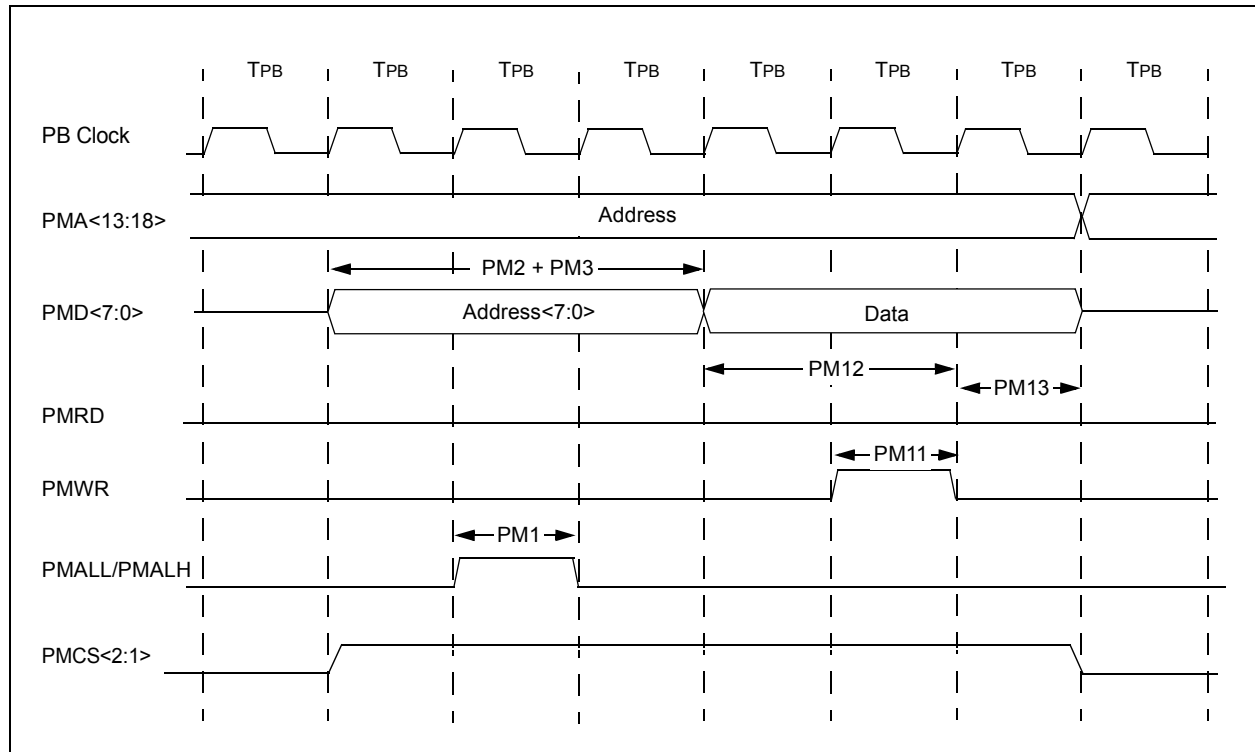 TPB TPB TPB TPB TPB TPB TPB
PB Clock
PMA<13:18>
Address
PM2 + PM3
PMD<7:0>
Address<7:0>
Data
PM12
PM13
PMRD
PM11
PMWR
PM1
PMALL/PMALH
PMCS<2:1>